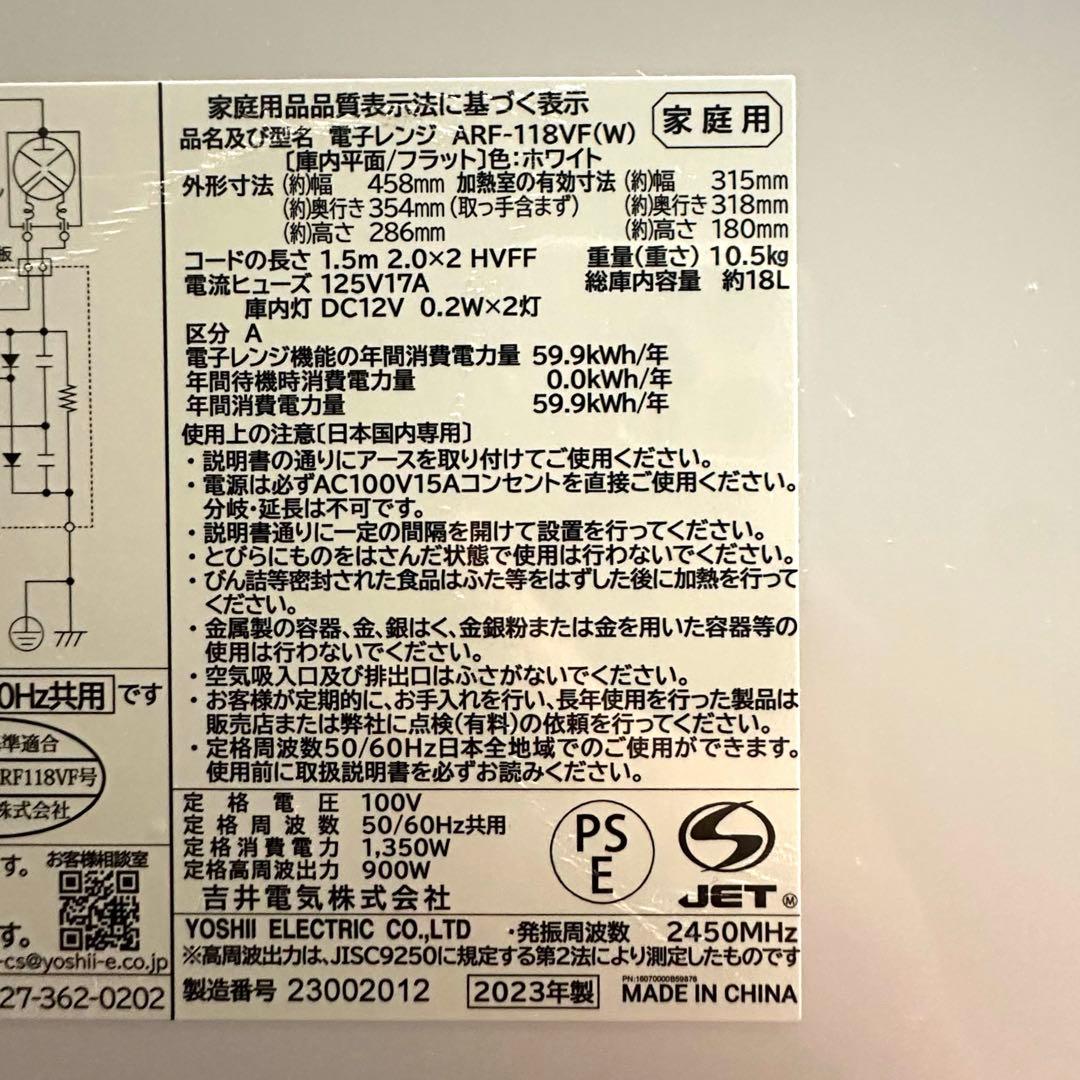 家庭用品品質表示法に基づく表示
家庭用
品名及び型名 電子レンジ ARF-118VF(W)
〔庫内平面/フラット〕色:ホワイト
外形寸法 (約)幅 458mm 加熱室の有効寸法 (約)幅 315mm
(約)奥行き 354mm (取っ手含まず) (約)奥行き 318mm
(約)高さ 286mm (約)高さ 180mm
コードの長さ 1.5m 2.0×2 HVFF 重量(重さ) 10.5kg
電流ヒューズ 125V17A 総庫内容量 約18L
庫内灯 DC12V 0.2W×2灯
区分 A
電子レンジ機能の年間消費電力量 59.9kWh/年
年間待機時消費電力量 0.0kWh/年
年間消費電力量 59.9kWh/年
使用上の注意〔日本国内専用〕
・説明書の通りにアースを取り付けてご使用ください。
・電源は必ずAC100V15Aコンセントを直接ご使用ください。
分岐・延長は不可です。
・説明書通りに一定の間隔を開けて設置を行ってください。
・とびらにものをはさんだ状態で使用は行わないでください。
・びん詰等密封された食品はふた等をはずした後に加熱を行って
ください。
・金属製の容器、金、銀はく、金銀粉または金を用いた容器等の
使用は行わないでください。
・空気吸入口及び排出口はふさがないでください。
・お客様が定期的に、お手入れを行い、長年使用を行った製品は
販売店または弊社に点検(有料)の依頼を行ってください。
・定格周波数50/60Hz日本全地域でのご使用ができます。
使用前に取扱説明書を必ずお読みください。
定格電圧 100V
定格周波数 50/60Hz共用
定格消費電力 1,350W
定格高周波出力 900W
吉井電気株式会社
PS
E
JET
M
YOSHII ELECTRIC CO.,LTD ・発振周波数 2450MHz
※高周波出力は、JISC9250に規定する第2法により測定したものです
製造番号 23002012 2023年製
PN:16070000B59876
MADE IN CHINA
板
0Hz共用 です
準適合
RF118VF号
株式会社
す。 お客様相談室
す。
-cs@yoshii-e.co.jp
27-362-0202